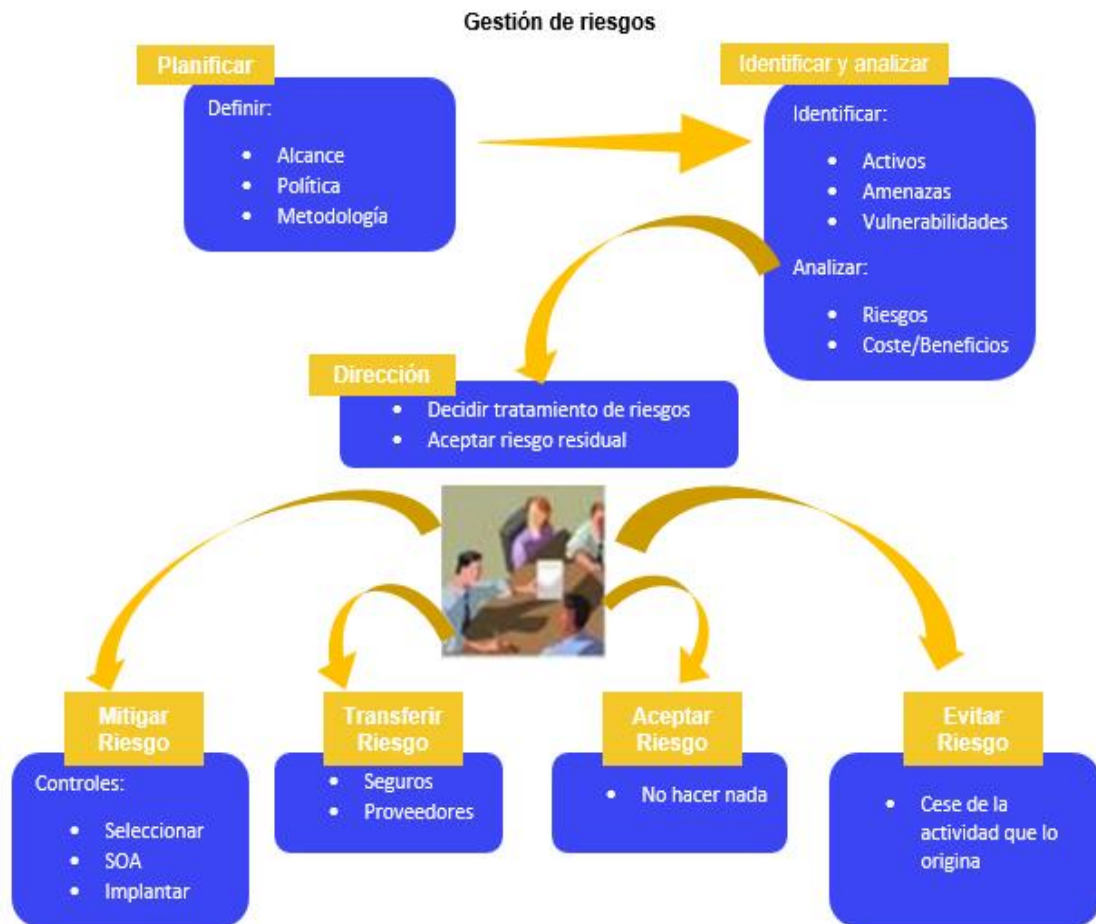 Gestión de riesgos
Planificar
Definir:
• Alcance
• Política
• Metodología
Identificar y analizar
Identificar:
• Activos
• Amenazas
• Vulnerabilidades
Analizar:
• Riesgos
• Coste/Beneficios
Dirección
• Decidir tratamiento de riesgos
• Aceptar riesgo residual
Mitigar
Riesgo
Controles:
• Seleccionar
• SOA
• Implantar
Transferir
Riesgo
• Seguros
• Proveedores
Aceptar
Riesgo
• No hacer nada
Evitar
Riesgo
• Cese de la
actividad que lo
origina